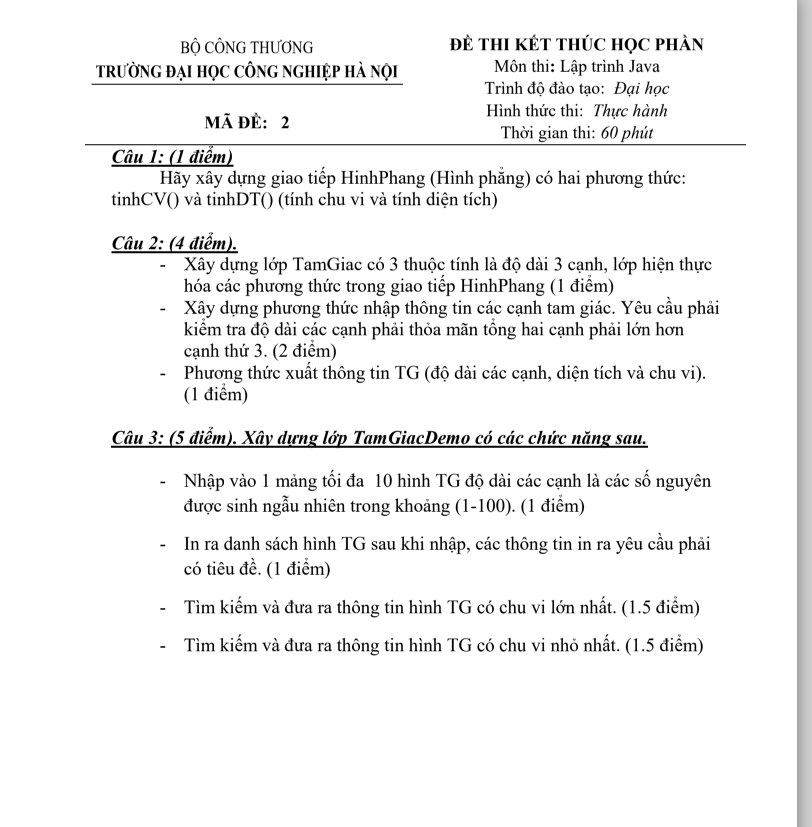 BỘ CÔNG THƯƠNG
TRƯỜNG ĐẠI HỌC CÔNG NGHIỆP HÀ NỘI
MÃ ĐỀ: 2
ĐỀ THI KẾT THÚC HỌC PHẦN
Môn thi: Lập trình Java
Trình độ đào tạo: Đại học
Hình thức thi: Thực hành
Thời gian thi: 60 phút
Câu 1: (1 điểm)
Hãy xây dựng giao tiếp HinhPhang (Hình phẳng) có hai phương thức:
tinhCV() và tinhDT() (tính chu vi và tính diện tích)
Câu 2: (4 điểm).
- Xây dựng lớp TamGiac có 3 thuộc tính là độ dài 3 cạnh, lớp hiện thực
hóa các phương thức trong giao tiếp HinhPhang (1 điểm)
- Xây dựng phương thức nhập thông tin các cạnh tam giác. Yêu cầu phải
kiểm tra độ dài các cạnh phải thỏa mãn tổng hai cạnh phải lớn hơn
cạnh thứ 3. (2 điểm)
- Phương thức xuất thông tin TG (độ dài các cạnh, diện tích và chu vi).
(1 điểm)
Câu 3: (5 điểm). Xây dựng lớp TamGiacDemo có các chức năng sau.
- Nhập vào 1 mảng tối đa 10 hình TG độ dài các cạnh là các số nguyên
được sinh ngẫu nhiên trong khoảng (1-100). (1 điểm)
- In ra danh sách hình TG sau khi nhập, các thông tin in ra yêu cầu phải
có tiêu đề. (1 điểm)
- Tìm kiếm và đưa ra thông tin hình TG có chu vi lớn nhất. (1.5 điểm)
- Tìm kiếm và đưa ra thông tin hình TG có chu vi nhỏ nhất. (1.5 điểm)